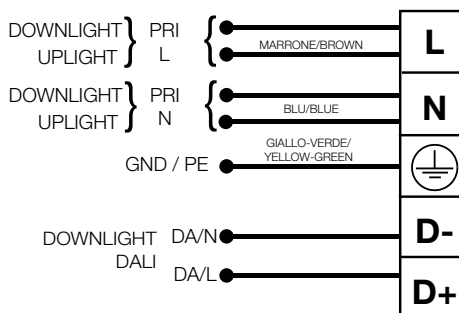 DOWNLIGHT PRI
UPLIGHT L
MARRONE/BROWN
L
DOWNLIGHT PRI
UPLIGHT N
BLU/BLUE
N
GIALLO-VERDE/
YELLOW-GREEN
GND / PE
DOWNLIGHT DA/N
DALI
D-
DA/L
D+